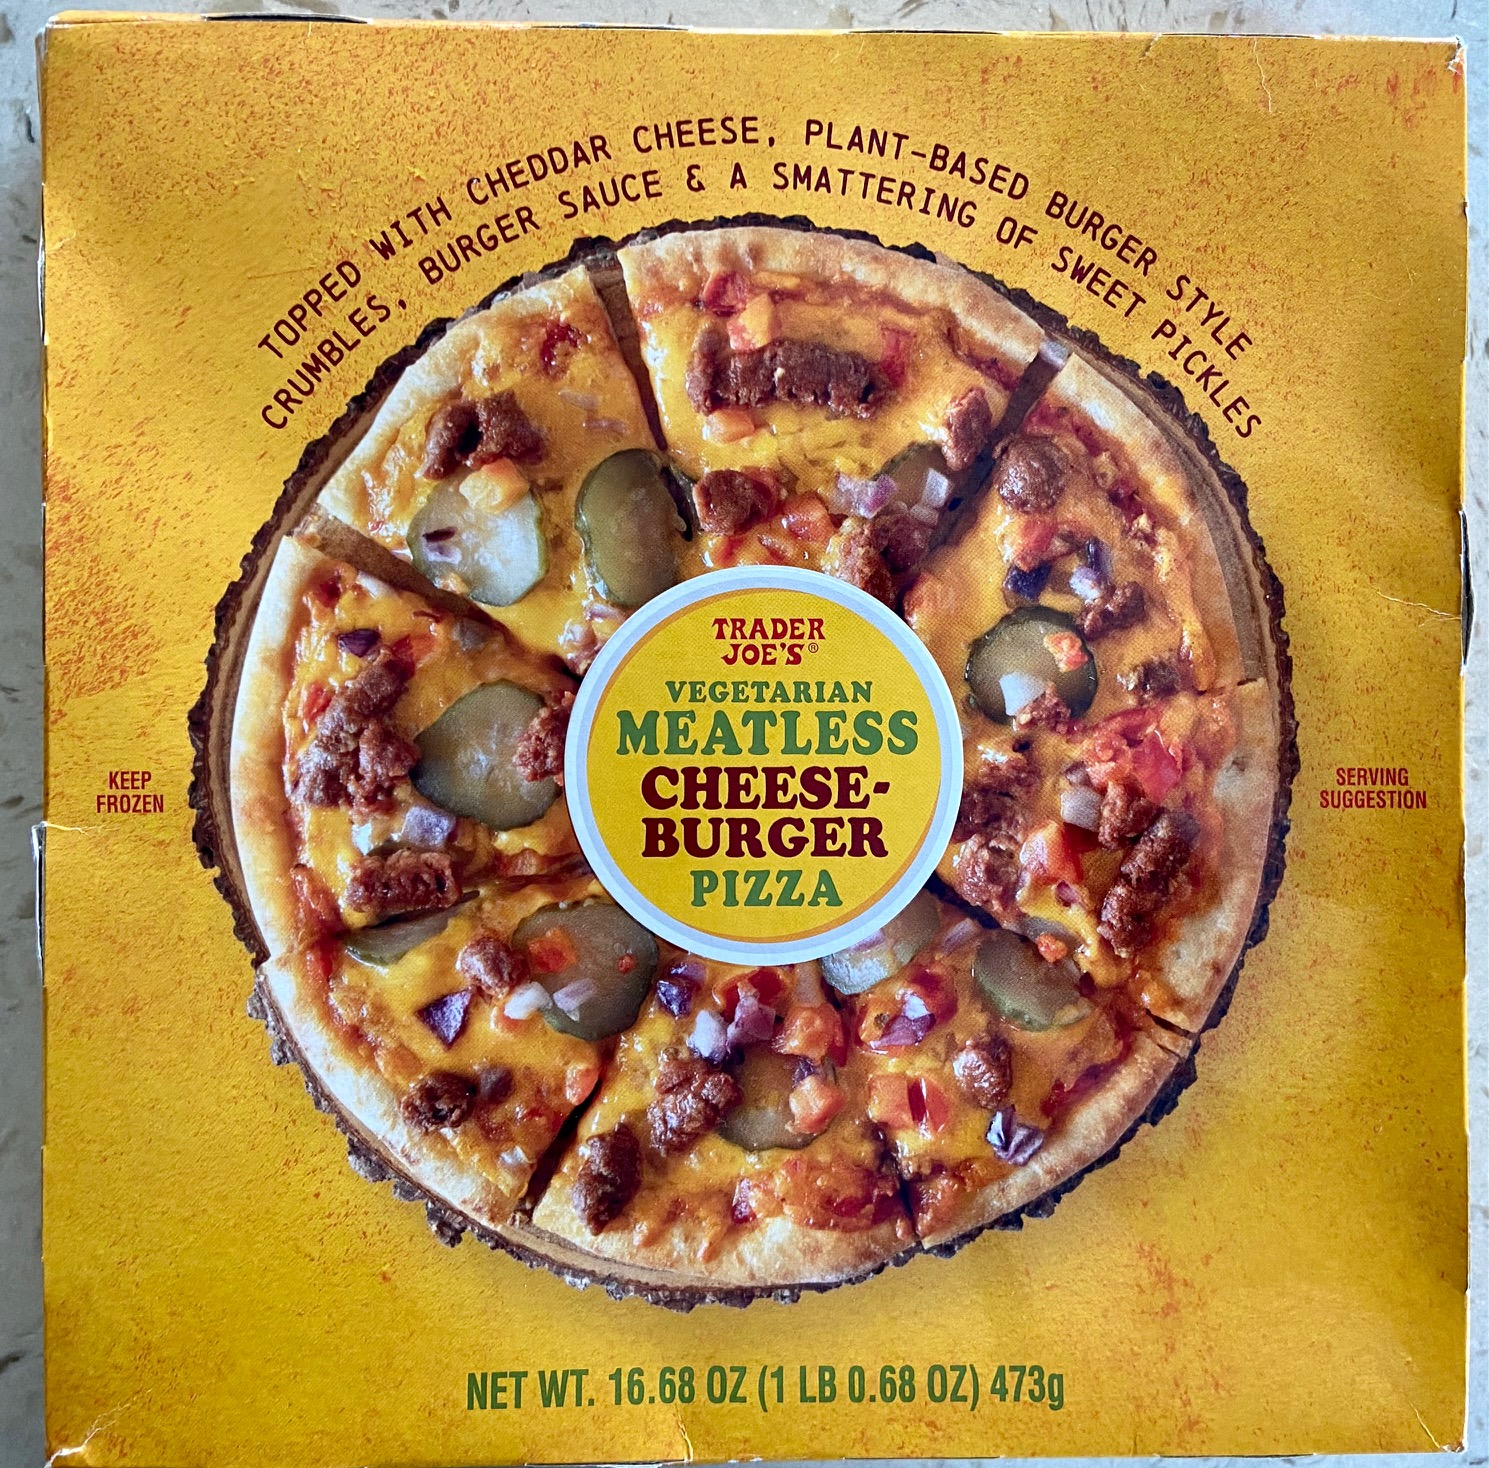 TOPPED WITH CHEDDAR CHEESE, PLANT-BASED BURGER STYLE
CRUMBLES, BURGER SAUCE & A SMATTERING OF SWEET PICKLES
TRADER
JOE'S®
VEGETARIAN
MEATLESS
CHEESE-
BURGER
PIZZA
KEEP
FROZEN
SERVING
SUGGESTION
NET WT. 16.68 OZ (1 LB 0.68 OZ) 473g